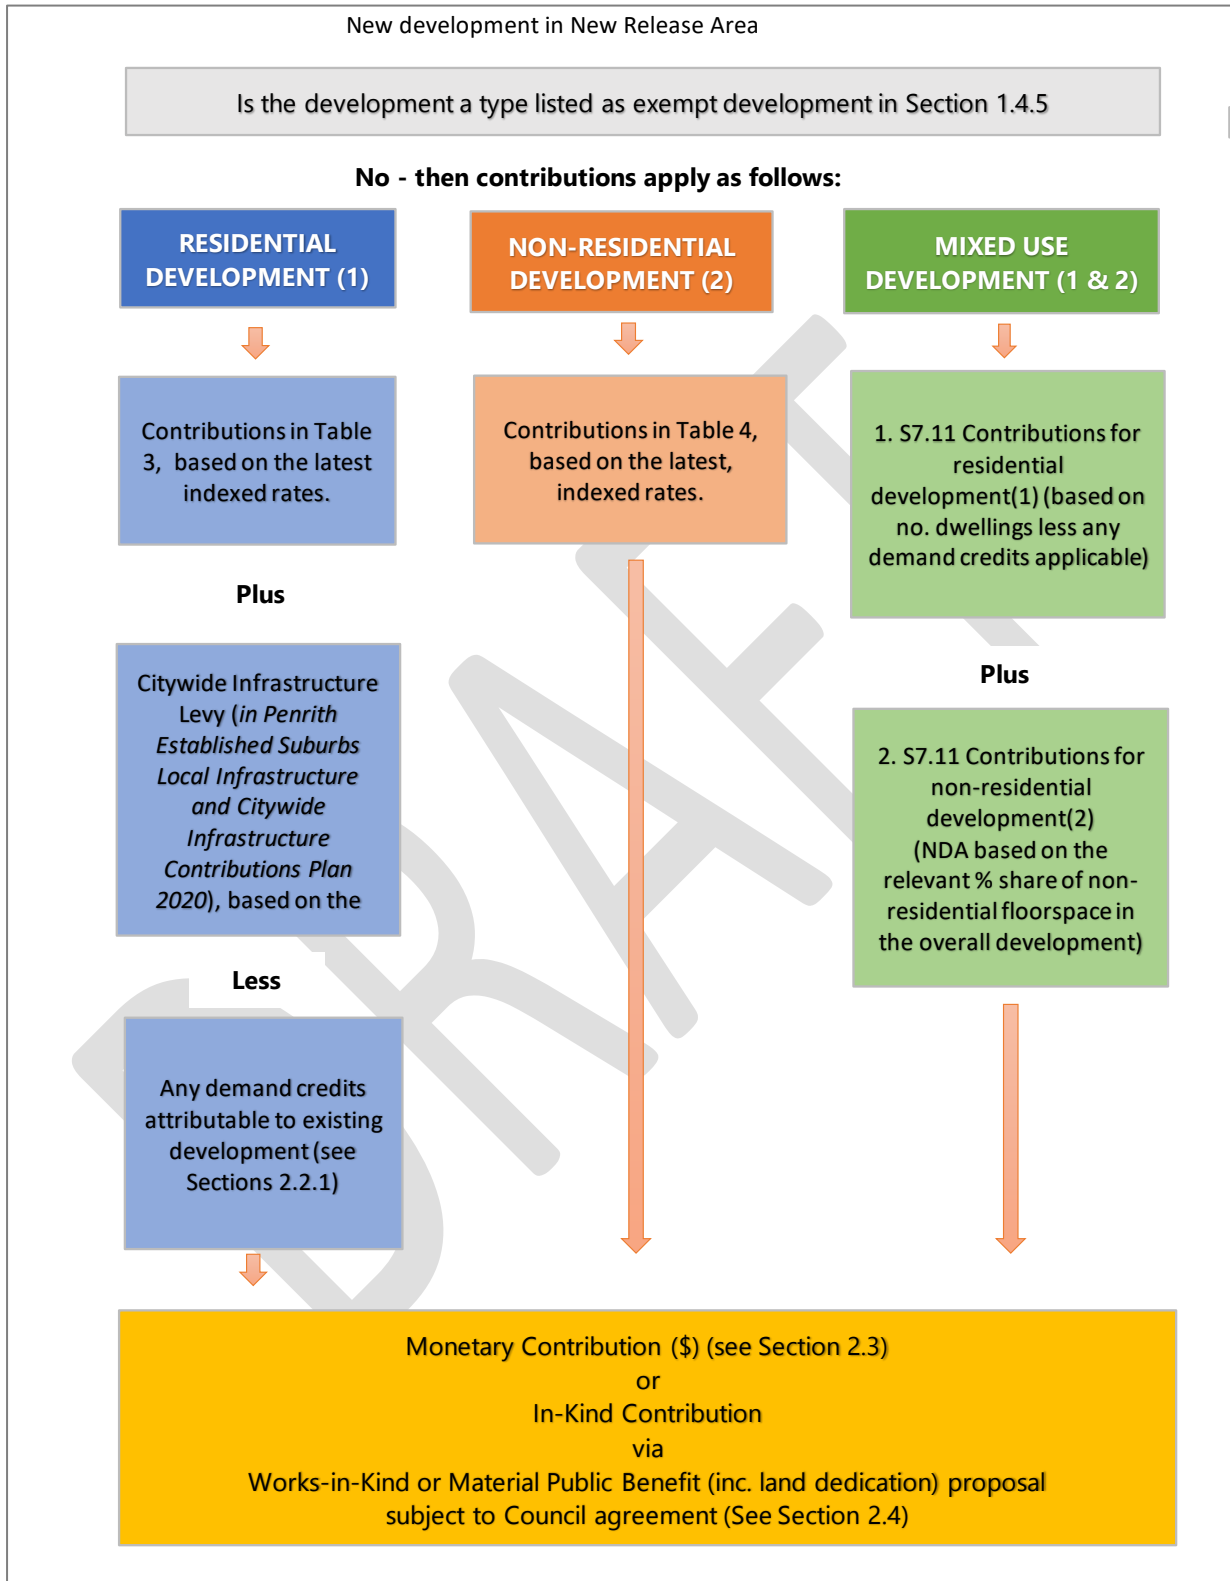 New development in New Release Area
Is the development a type listed as exempt development in Section 1.4.5
No - then contributions apply as follows:
RESIDENTIAL
DEVELOPMENT (1)
NON-RESIDENTIAL
DEVELOPMENT (2)
MIXED USE
DEVELOPMENT (1 & 2)
Contributions in Table
3, based on the latest
indexed rates.
Contributions in Table 4,
based on the latest,
indexed rates.
1. S7.11 Contributions for
residential
development(1) (based on
no. dwellings less any
demand credits applicable)
Plus
Citywide Infrastructure
Levy (in Penrith
Established Suburbs
Local Infrastructure
and Citywide
Infrastructure
Contributions Plan
2020), based on the
Plus
2. S7.11 Contributions for
non-residential
development(2)
(NDA based on the
relevant % share of non-
residential floorspace in
the overall development)
Less
Any demand credits
attributable to existing
development (see
Sections 2.2.1)
Monetary Contribution ($) (see Section 2.3)
or
In-Kind Contribution
via
Works-in-Kind or Material Public Benefit (inc. land dedication) proposal
subject to Council agreement (See Section 2.4)
DRAFT